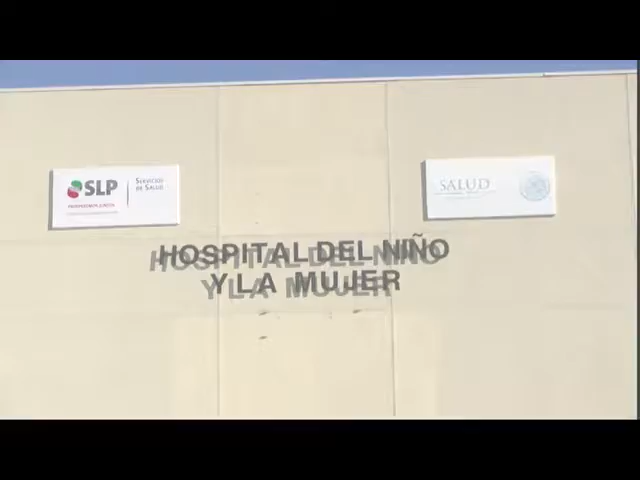 SLP
SERVICIOS
DE SALUD
SALUD
HOSPITAL DEL NIÑO
Y LA MUJER